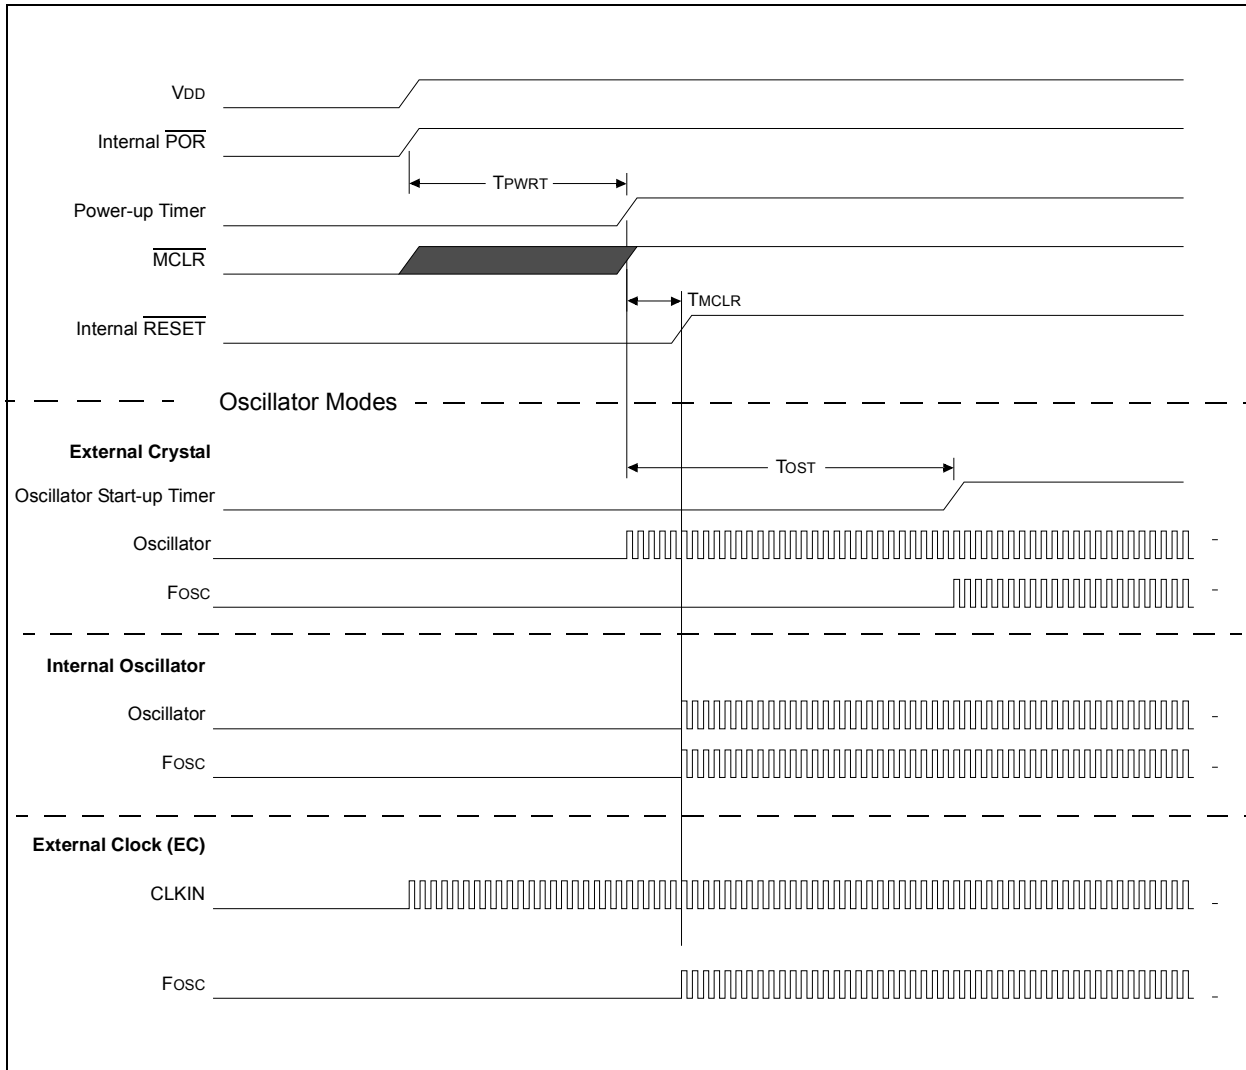 VDD
Internal POR
TPWRT
Power-up Timer
MCLR
TMCLR
Internal RESET
Oscillator Modes
External Crystal
TOST
Oscillator Start-up Timer
Oscillator
FOSC
Internal Oscillator
Oscillator
FOSC
External Clock (EC)
CLKIN
FOSC